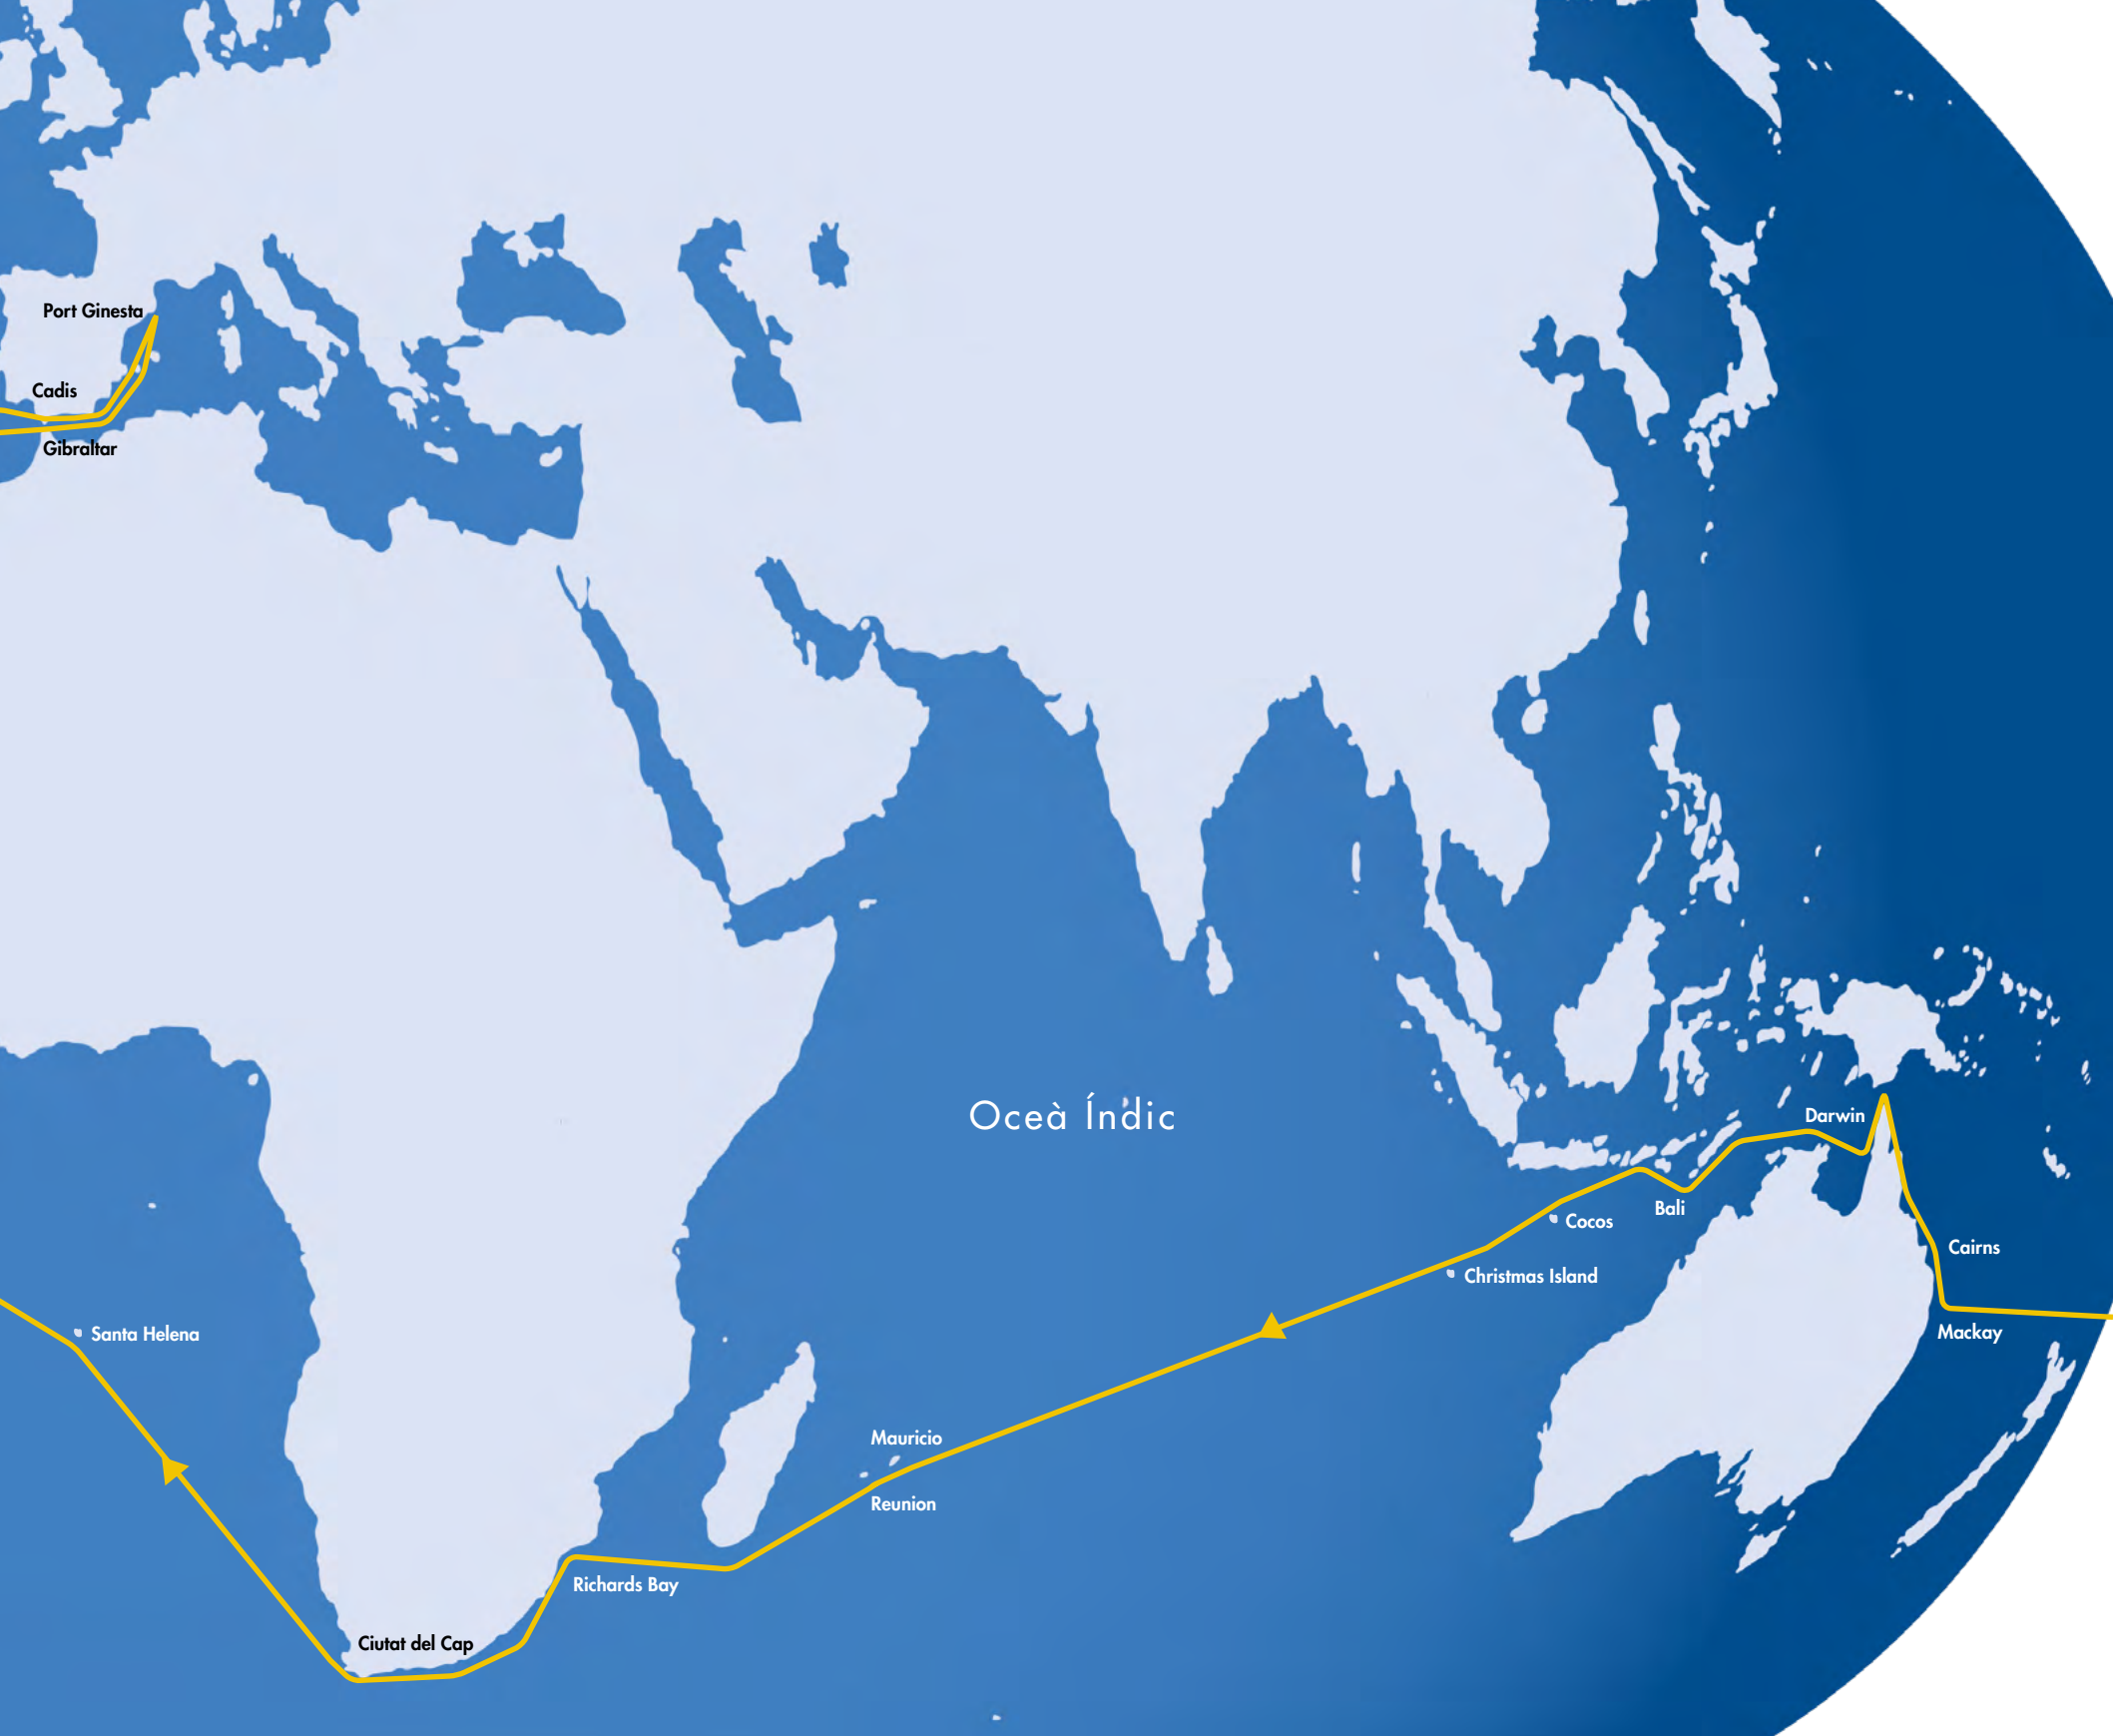 Port Ginesta
Cadis
Gibraltar
Oceà Índic
Darwin
Bali
Cocos
Cairns
Christmas Island
Mackay
Santa Helena
Mauricio
Reunion
Richards Bay
Ciutat del Cap